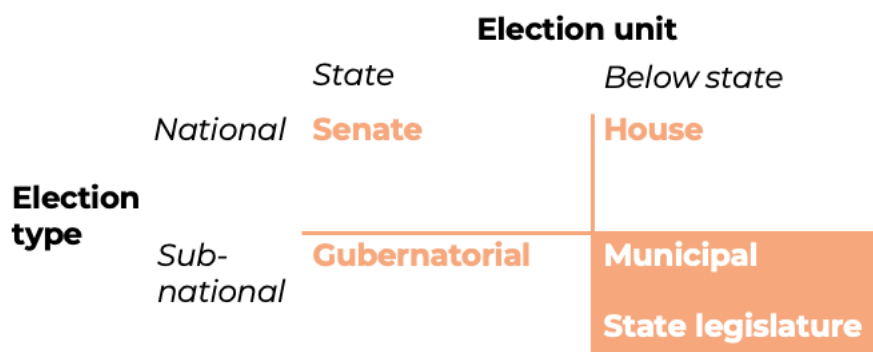 Election unit
State Below state
National Senate House
Election
type
Sub-
national
Gubernatorial Municipal
State legislature